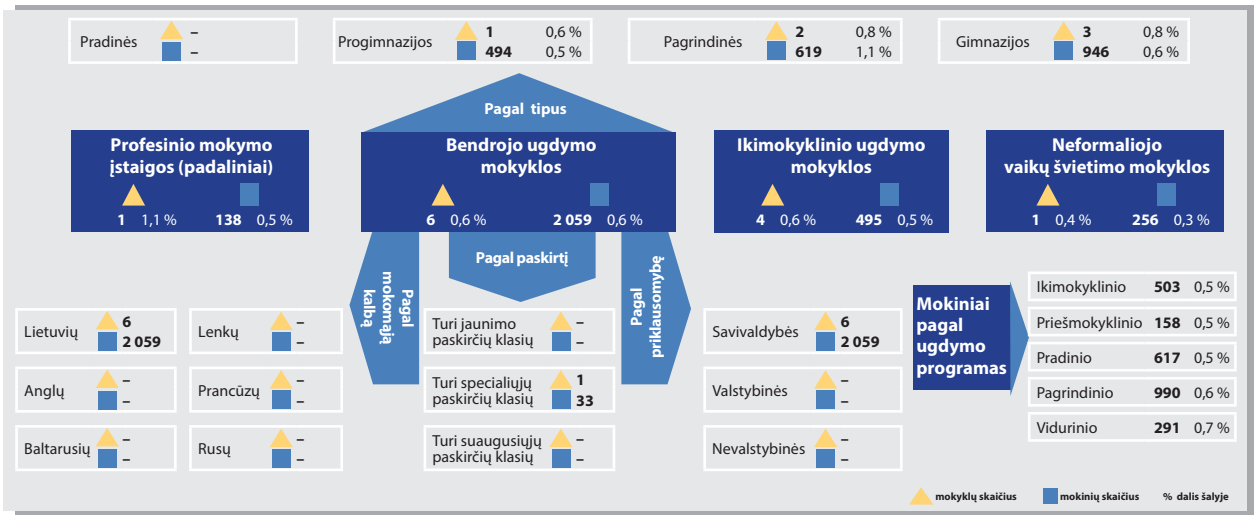 Pradinės
–
–
Progimnazijos
1 0,6 %
494 0,5 %
Pagrindinės
2 0,8 %
619 1,1 %
Gimnazijos
3 0,8 %
946 0,6 %
Pagal tipus
Profesinio mokymo
įstaigos (padaliniai)
1 1,1 % 138 0,5 %
Bendrojo ugdymo
mokyklos
6 0,6 % 2 059 0,6 %
Ikimokyklinio ugdymo
mokyklos
4 0,6 % 495 0,5 %
Neformaliojo
vaikų švietimo mokyklos
1 0,4 % 256 0,3 %
Pagal
mokomąją
kalbą
Pagal paskirtį
Pagal
priklausomybę
Lietuvių
6
2 059
Lenkų
–
–
Anglų
–
–
Prancūzų
–
–
Baltarusių
–
–
Rusų
–
–
Turi jaunimo
paskirčių klasių
–
–
Turi specialiųjų
paskirčių klasių
1
33
Turi suaugusiųjų
paskirčių klasių
–
–
Savivaldybės
6
2 059
Valstybinės
–
–
Nevalstybinės
–
–
Mokiniai
pagal
ugdymo
programas
Ikimokyklinio 503 0,5 %
Priešmokyklinio 158 0,5 %
Pradinio 617 0,5 %
Pagrindinio 990 0,6 %
Vidurinio 291 0,7 %
mokyklų skaičius mokinių skaičius % dalis šalyje